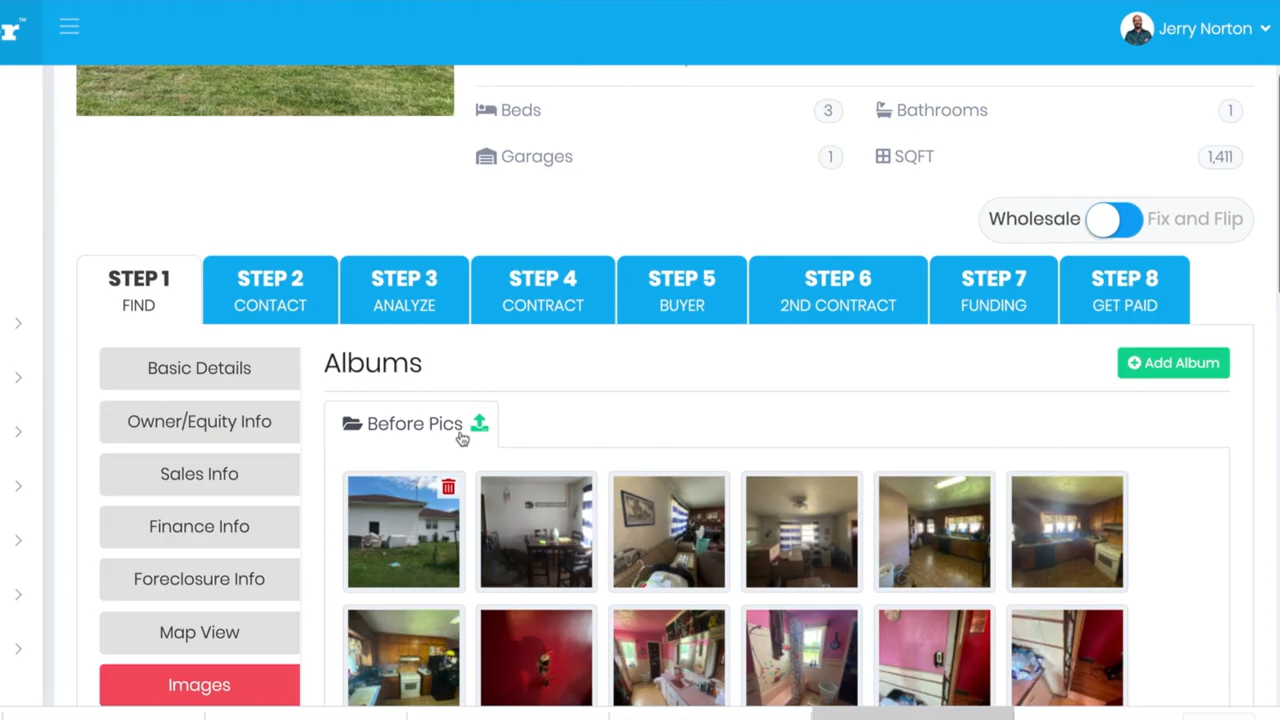 r™
Jerry Norton
Beds 3 Bathrooms 1
Garages 1 SQFT 1,411
Wholesale Fix and Flip
STEP 1 STEP 2 STEP 3 STEP 4 STEP 5 STEP 6 STEP 7 STEP 8
FIND CONTACT ANALYZE CONTRACT BUYER 2ND CONTRACT FUNDING GET PAID
Basic Details
Albums
Add Album
Owner/Equity Info
Before Pics
Sales Info
Finance Info
Foreclosure Info
Map View
Images